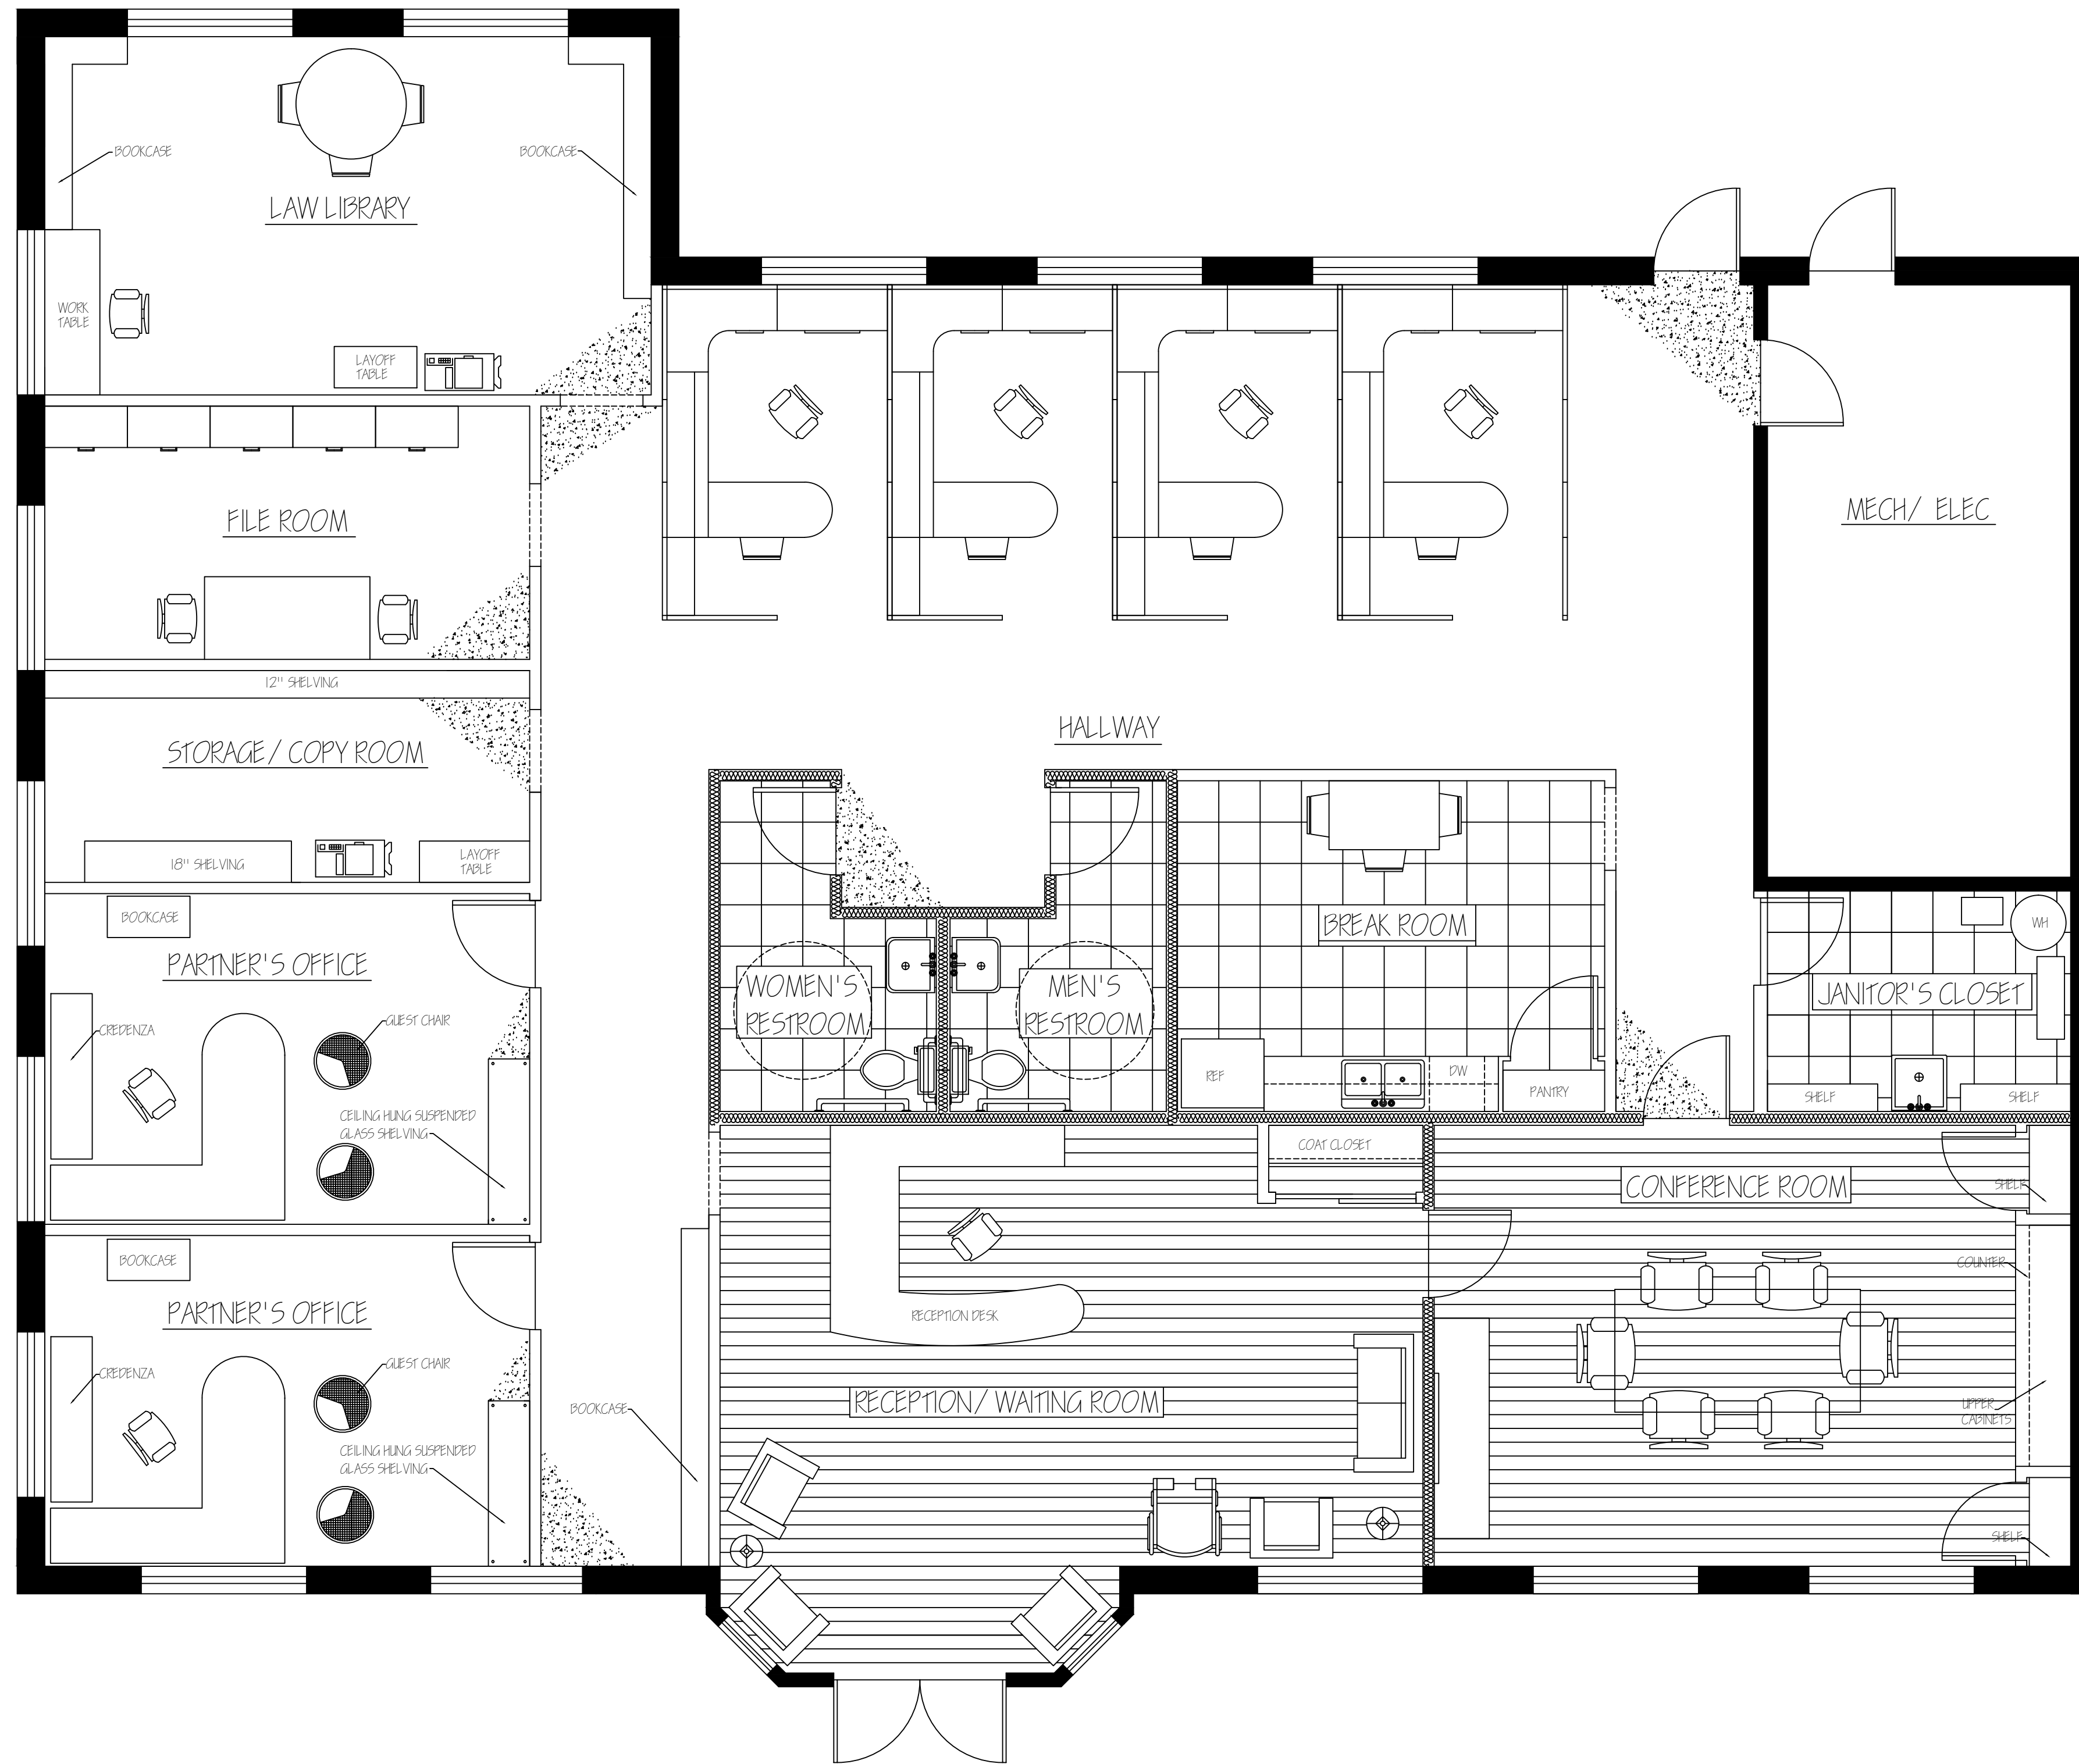 BOOKCASE
BOOKCASE
LAW LIBRARY
WORK
TABLE
LAYOFF
TABLE
FILE ROOM
MECH/ ELEC
12" SHELVING
HALLWAY
STORAGE/ COPY ROOM
18" SHELVING
LAYOFF
TABLE
BOOKCASE
PARTNER'S OFFICE
CREDENZA
GUEST CHAIR
CEILING HUNG SUSPENDED
GLASS SHELVING
WOMEN'S
RESTROOM
MEN'S
RESTROOM
BREAK ROOM
REF
DW
PANTRY
WH
JANITOR'S CLOSET
SHELF
SHELF
COAT CLOSET
CONFERENCE ROOM
SHELF
COUNTER
BOOKCASE
PARTNER'S OFFICE
CREDENZA
GUEST CHAIR
CEILING HUNG SUSPENDED
GLASS SHELVING
BOOKCASE
RECEPTION DESK
RECEPTION/ WAITING ROOM
UPPER
CABINETS
SHELF